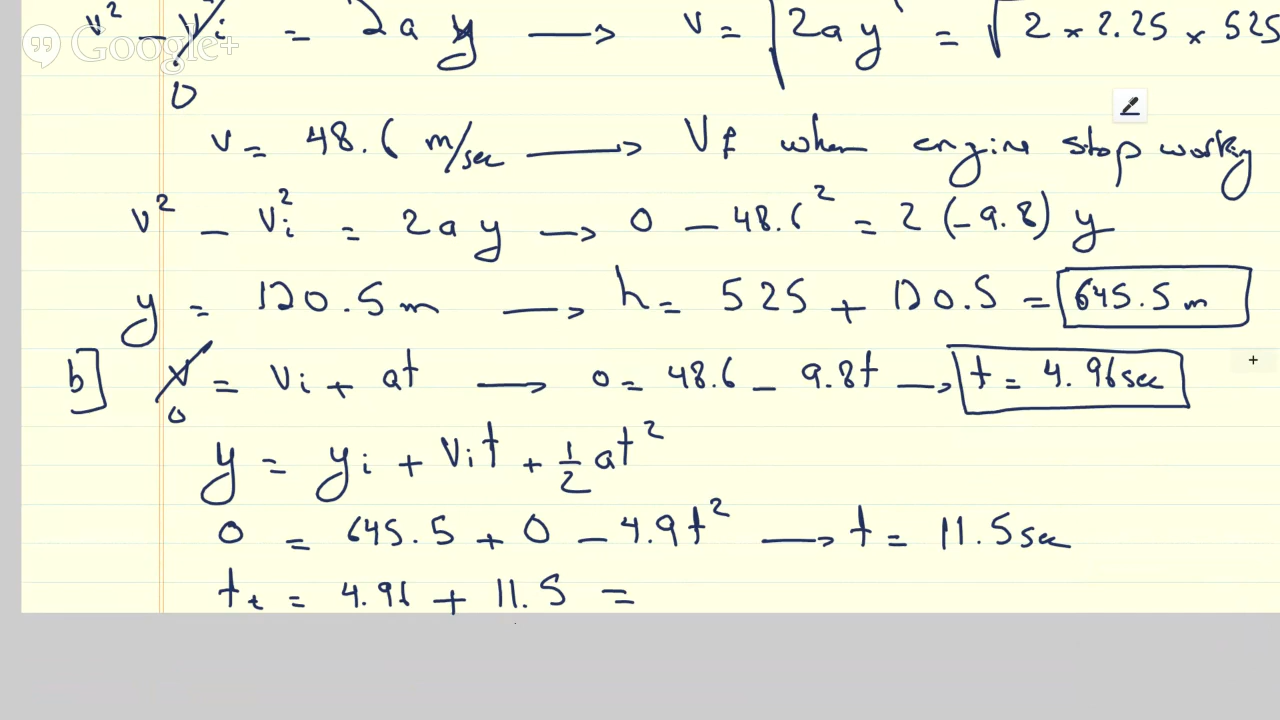 Google+
v² - vᵢ² = 2a y → v = √2ay = √2 × 2.25 × 525
0
v = 48.6 m/sec → Vf when engine stop working
v² - vᵢ² = 2ay → 0 - 48.6² = 2 (-9.8) y
y = 120.5 m → h = 525 + 120.5 = 645.5 m
b] v = Vi + at → 0 = 48.6 - 9.8t → t = 4.96 sec
0
y = yi + Vit + ½at²
0 = 645.5 + 0 - 4.9t² → t = 11.5 sec
tt = 4.96 + 11.5 =